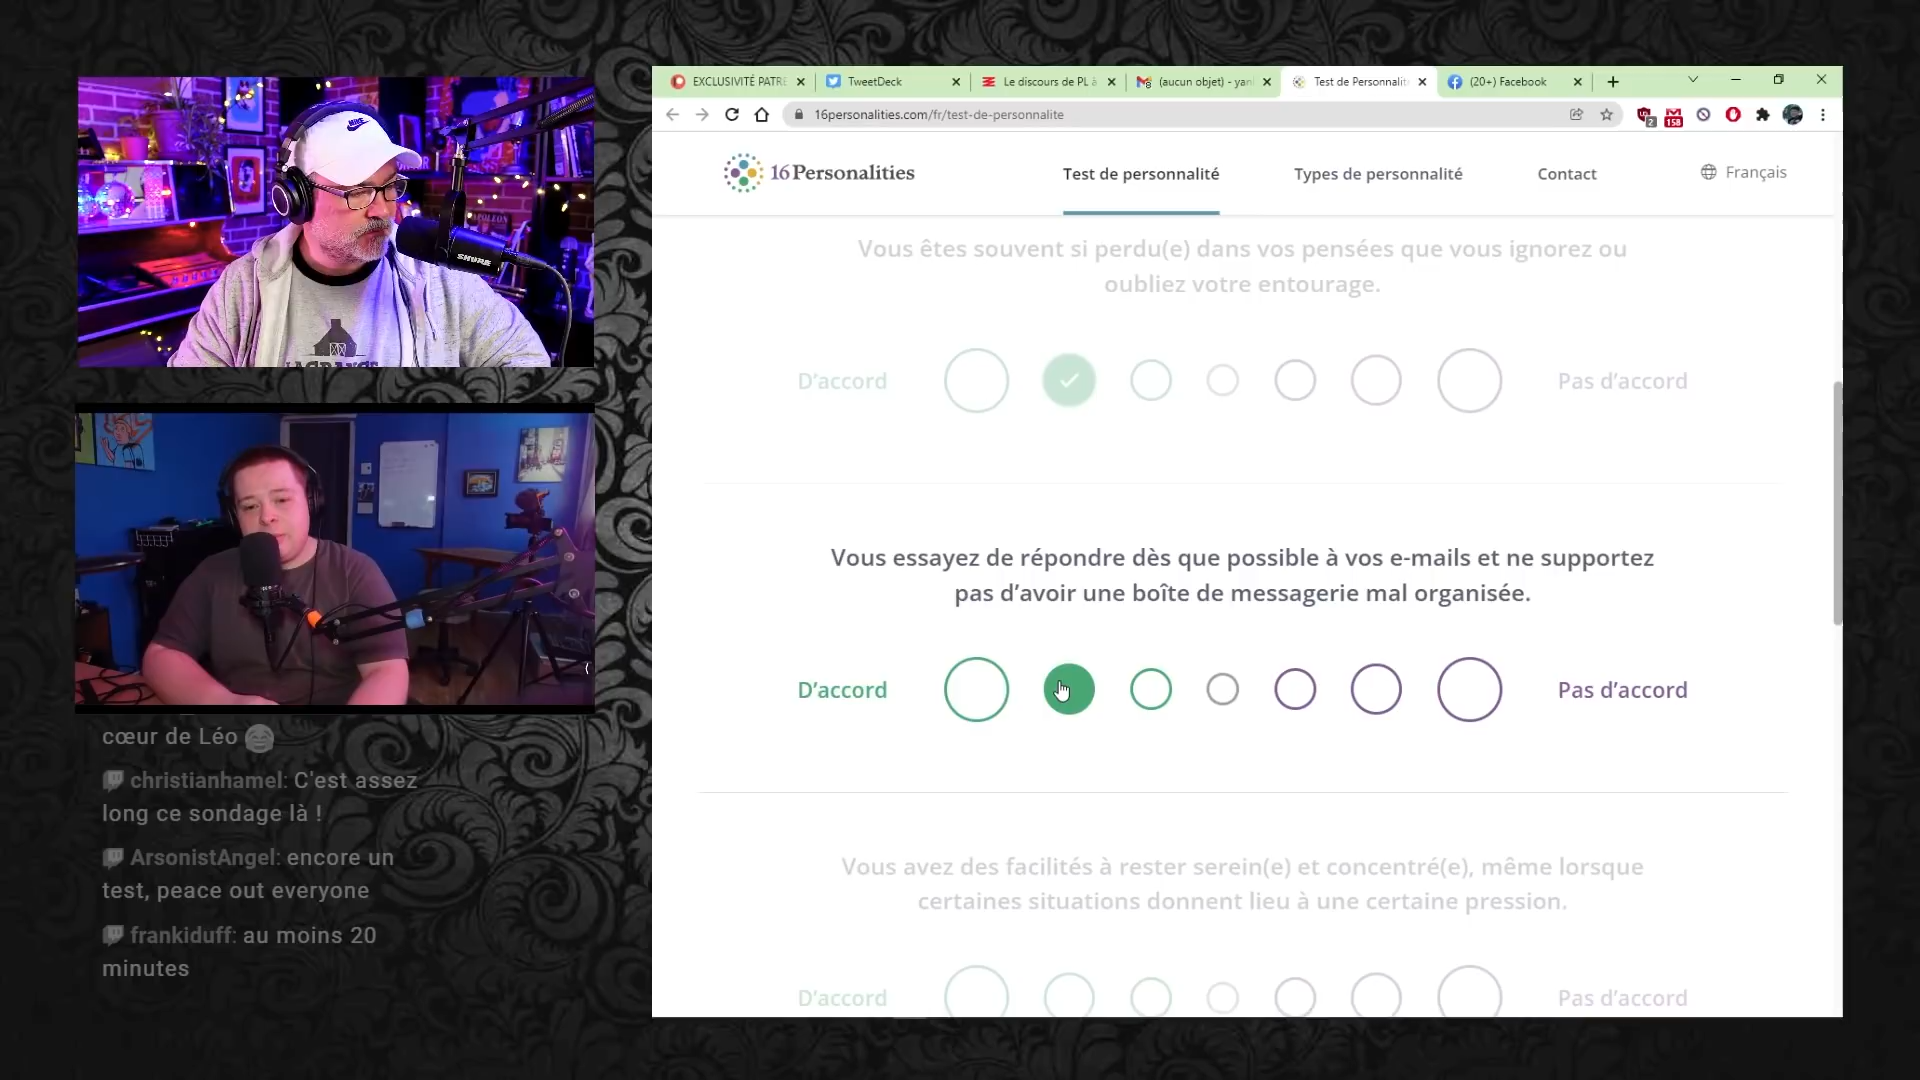 EXCLUSIVITÉ PATRE
TweetDeck
Le discours de PL à
(aucun objet) - yan
Test de Personnalit
(20+) Facebook
16personalities.com/fr/test-de-personnalite
2
158
16Personalities
Test de personnalité
Types de personnalité
Contact
Français
Vous êtes souvent si perdu(e) dans vos pensées que vous ignorez ou
oubliez votre entourage.
D'accord
Pas d'accord
Vous essayez de répondre dès que possible à vos e-mails et ne supportez
pas d'avoir une boîte de messagerie mal organisée.
D'accord
Pas d'accord
Vous avez des facilités à rester serein(e) et concentré(e), même lorsque
certaines situations donnent lieu à une certaine pression.
D'accord
Pas d'accord
NIKE
SHURE
cœur de Léo
christianhamel: C'est assez
long ce sondage là !
ArsonistAngel: encore un
test, peace out everyone
frankiduff: au moins 20
minutes